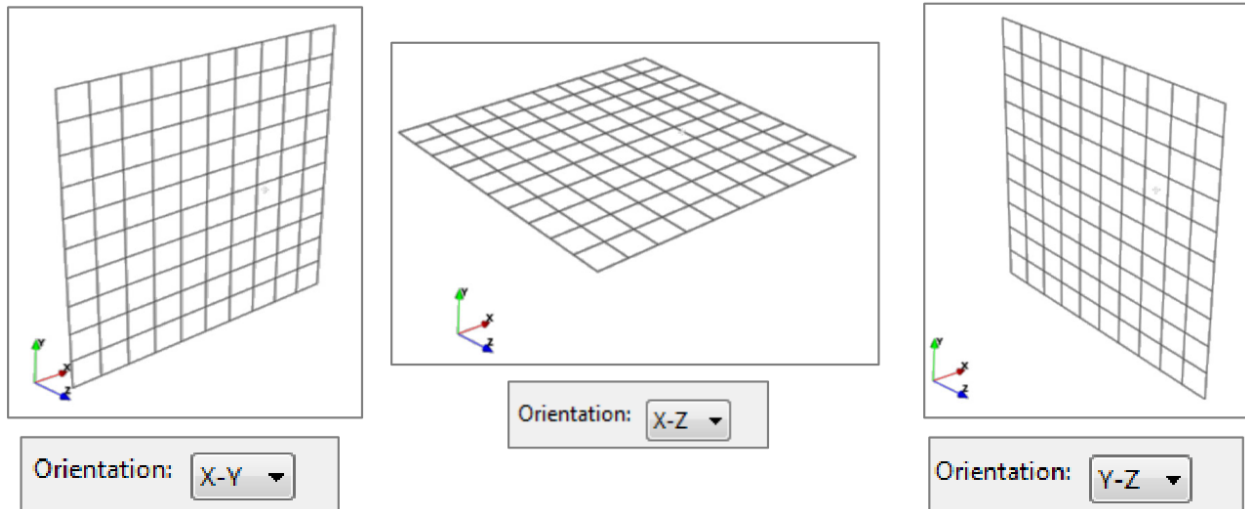 Y
X
Z
Orientation: X-Y
Y
X
Z
Orientation: X-Z
Y
X
Z
Orientation: Y-Z